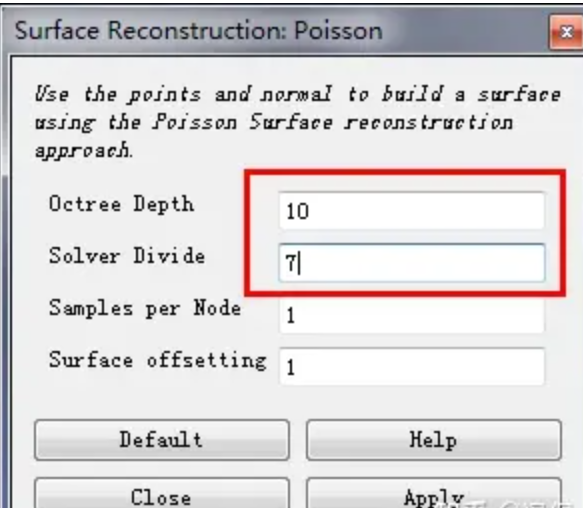 Surface Reconstruction: Poisson
Use the points and normal to build a surface
using the Poisson Surface reconstruction
approach.
Octree Depth 10
Solver Divide 7
Samples per Node 1
Surface offsetting 1
Default Help
Close Apply